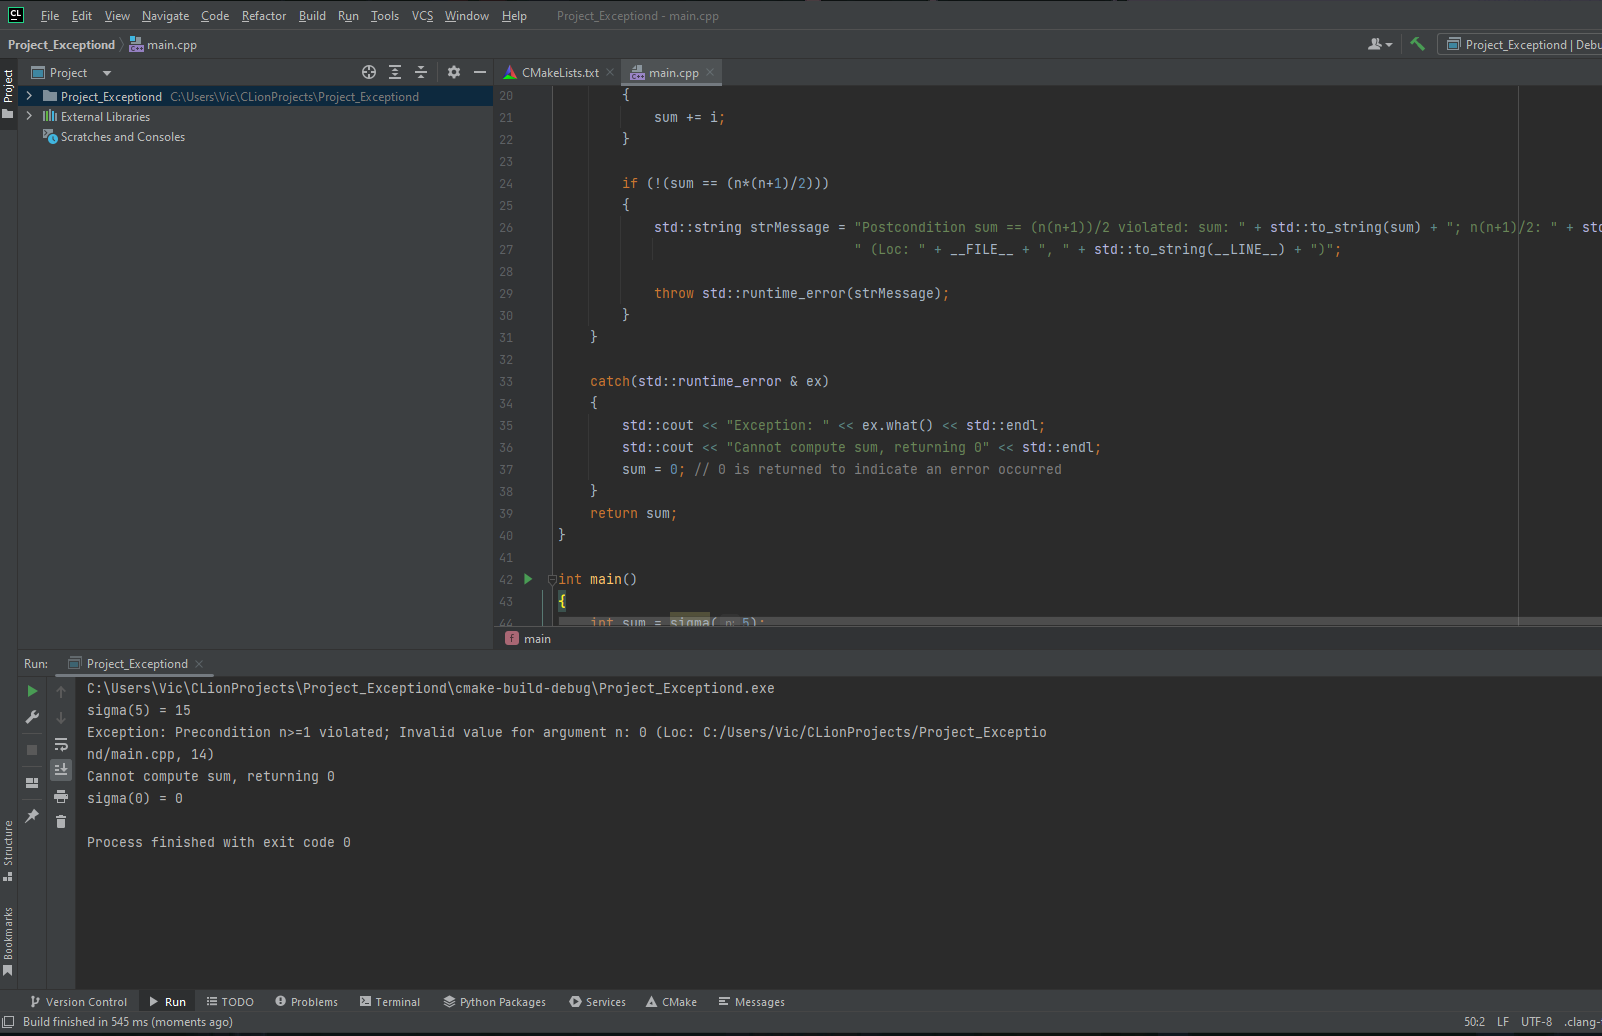 CL File Edit View Navigate Code Refactor Build Run Tools VCS Window Help Project_Exceptiond - main.cpp
Project_Exceptiond main.cpp Project_Exceptiond | Debu
Project
Project
CMakeLists.txt main.cpp
Project_Exceptiond C:\Users\Vic\CLionProjects\Project_Exceptiond
External Libraries
Scratches and Consoles
20 {
21 sum += i;
22 }
23
24 if (!(sum == (n*(n+1)/2)))
25 {
26 std::string strMessage = "Postcondition sum == (n(n+1))/2 violated: sum: " + std::to_string(sum) + "; n(n+1)/2: " + std
27 " (Loc: " + __FILE__ + ", " + std::to_string(__LINE__) + ")";
28
29 throw std::runtime_error(strMessage);
30 }
31 }
32
33 catch(std::runtime_error & ex)
34 {
35 std::cout << "Exception: " << ex.what() << std::endl;
36 std::cout << "Cannot compute sum, returning 0" << std::endl;
37 sum = 0; // 0 is returned to indicate an error occurred
38 }
39 return sum;
40 }
41
42 int main()
43 {
44 int sum = sigma( n: 5);
f main
Run: Project_Exceptiond
C:\Users\Vic\CLionProjects\Project_Exceptiond\cmake-build-debug\Project_Exceptiond.exe
sigma(5) = 15
Exception: Precondition n>=1 violated; Invalid value for argument n: 0 (Loc: C:/Users/Vic/CLionProjects/Project_Exceptio
nd/main.cpp, 14)
Cannot compute sum, returning 0
sigma(0) = 0
Process finished with exit code 0
Structure
Bookmarks
Version Control Run TODO Problems Terminal Python Packages Services CMake Messages
Build finished in 545 ms (moments ago) 50:2 LF UTF-8 .clang-